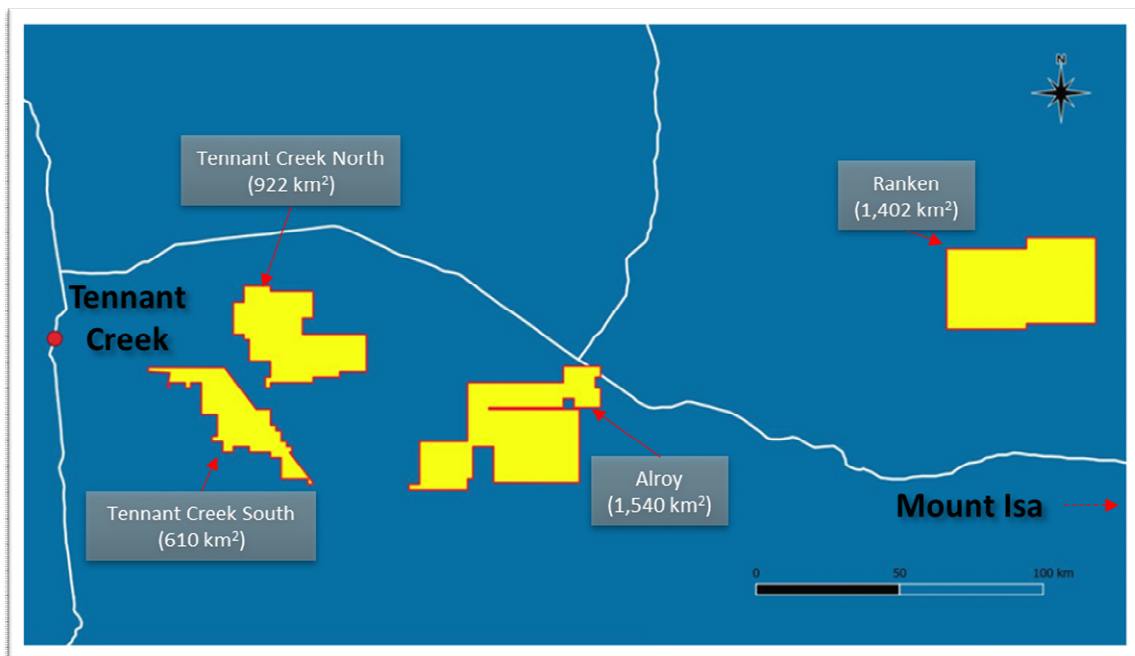 N
Tennant Creek North
(922 km²)
Ranken
(1,402 km²)
Tennant
Creek
Alroy
(1,540 km²)
Tennant Creek South
(610 km²)
Mount Isa
0 50 100 km